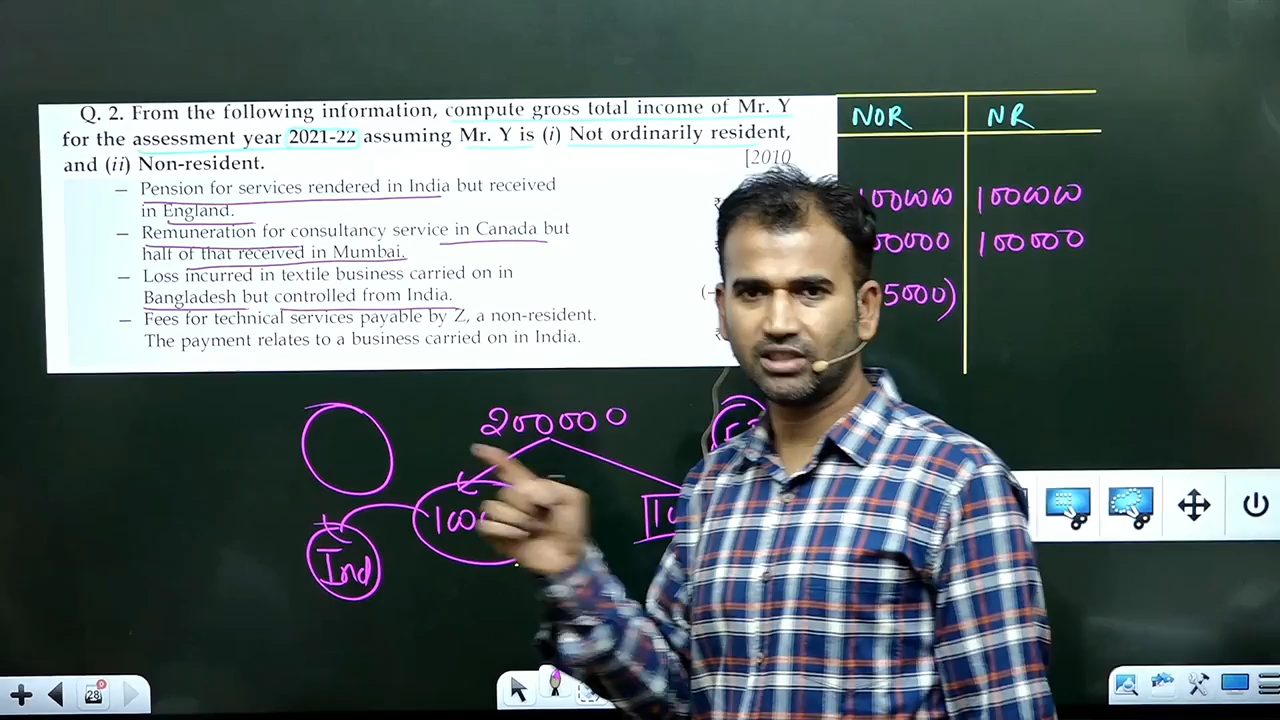 Q. 2. From the following information, compute gross total income of Mr. Y
for the assessment year 2021-22 assuming Mr. Y is (i) Not ordinarily resident,
and (ii) Non-resident. [2010
— Pension for services rendered in India but received
in England.
— Remuneration for consultancy service in Canada but
half of that received in Mumbai.
— Loss incurred in textile business carried on in
Bangladesh but controlled from India.
— Fees for technical services payable by Z, a non-resident.
The payment relates to a business carried on in India.
NOR NR
100000 100000
100000
5000)
200000
Ind
28